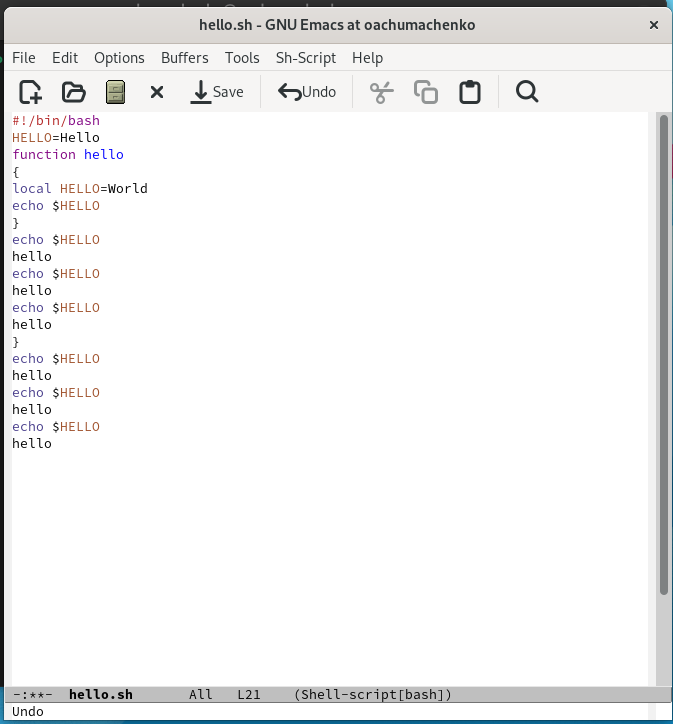 hello.sh - GNU Emacs at oachumachenko
File Edit Options Buffers Tools Sh-Script Help
Save Undo
#!/bin/bash
HELLO=Hello
function hello
{
local HELLO=World
echo $HELLO
}
echo $HELLO
hello
echo $HELLO
hello
echo $HELLO
hello
}
echo $HELLO
hello
echo $HELLO
hello
echo $HELLO
hello
-:**- hello.sh All L21 (Shell-script[bash])
Undo